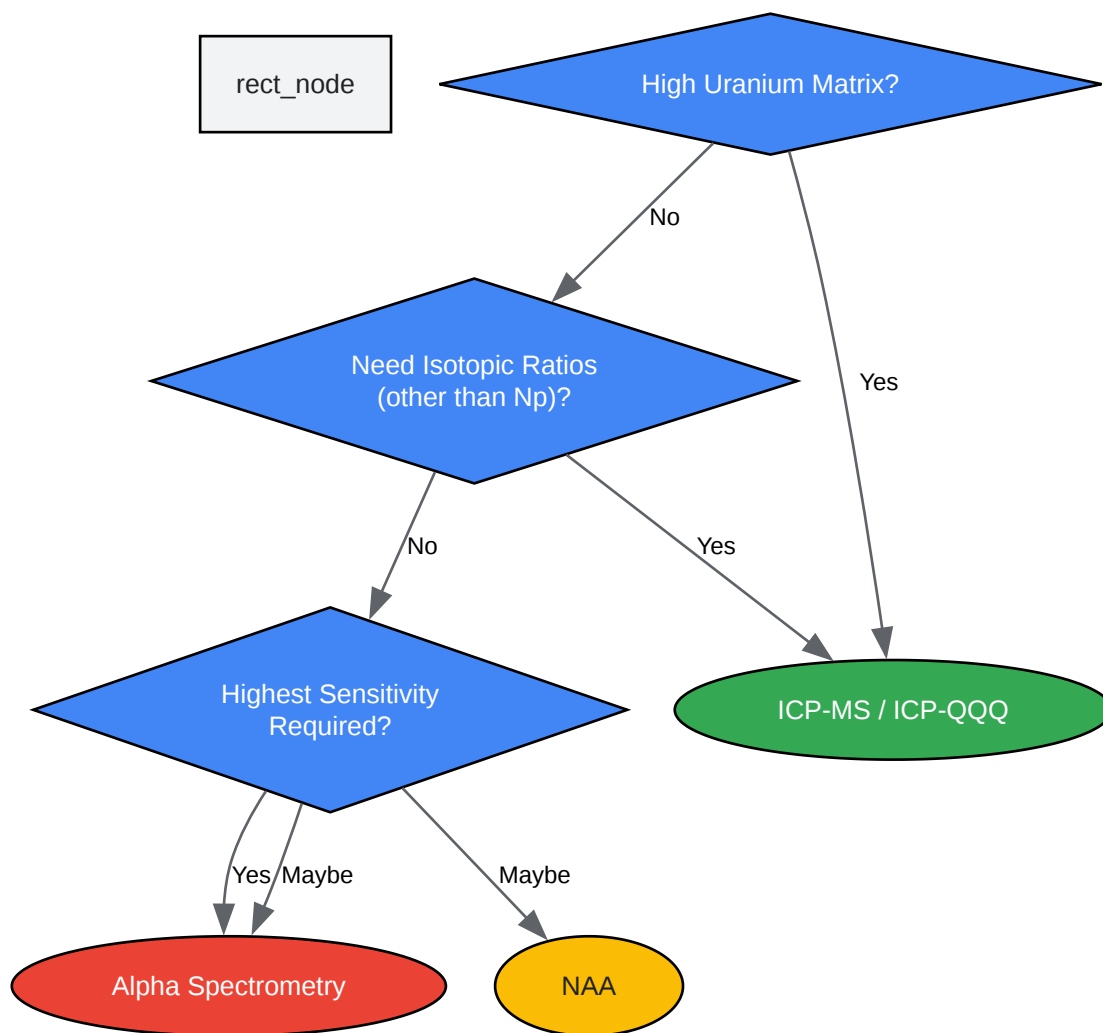 rect_node
High Uranium Matrix?
No
Need Isotopic Ratios
(other than Np)?
Yes
No
Yes
Highest Sensitivity
Required?
ICP-MS / ICP-QQQ
Yes
Maybe
Maybe
Alpha Spectrometry
NAA